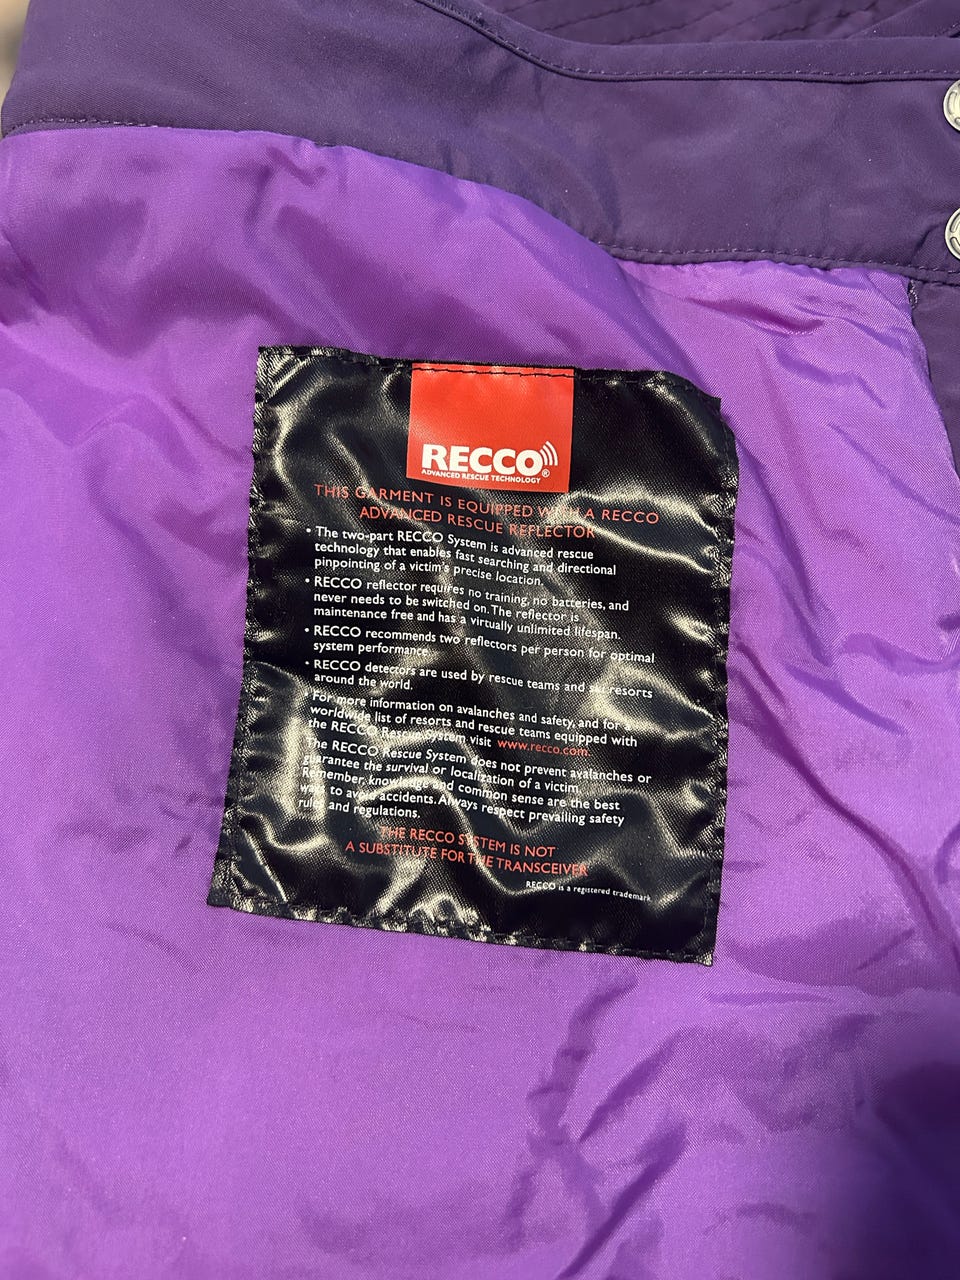 RECCO®
ADVANCED RESCUE TECHNOLOGY
THIS GARMENT IS EQUIPPED WITH A RECCO
ADVANCED RESCUE REFLECTOR
• The two-part RECCO System is advanced rescue
technology that enables fast searching and directional
pinpointing of a victim's precise location.
• RECCO reflector requires no training, no batteries, and
never needs to be switched on. The reflector is
maintenance free and has a virtually unlimited lifespan.
• RECCO recommends two reflectors per person for optimal
system performance.
• RECCO detectors are used by rescue teams and ski resorts
around the world.
• For more information on avalanches and safety, and for a
worldwide list of resorts and rescue teams equipped with
the RECCO Rescue System visit www.recco.com
The RECCO Rescue System does not prevent avalanches or
guarantee the survival or localization of a victim.
Remember, knowledge and common sense are the best
ways to avoid accidents. Always respect prevailing safety
rules and regulations.
THE RECCO SYSTEM IS NOT
A SUBSTITUTE FOR THE TRANSCEIVER
RECCO is a registered trademark